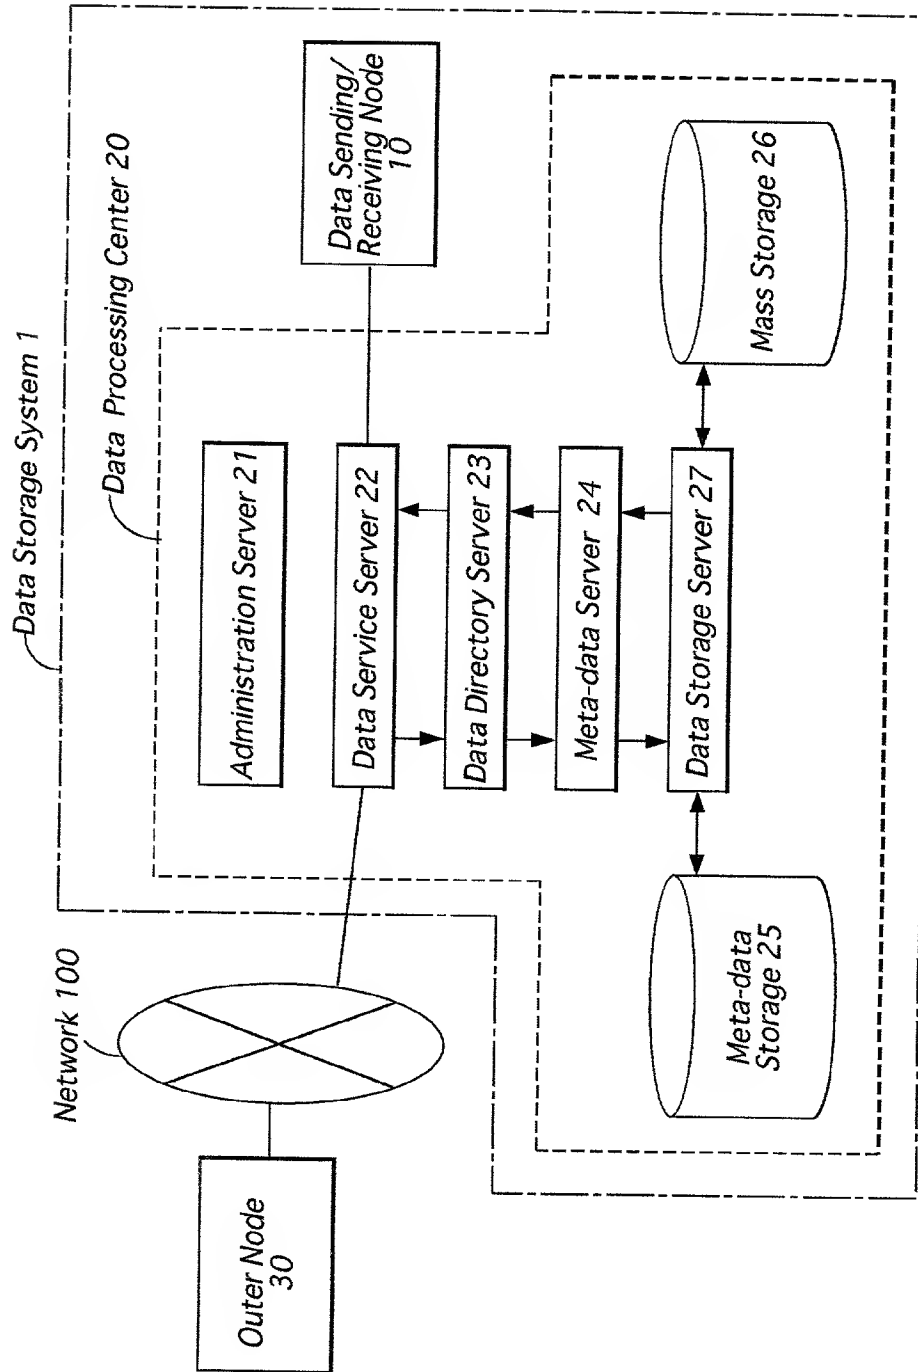 Data Storage System 1
Data Processing Center 20
Network 100
Administration Server 21
Data Sending/
Receiving Node
10
Outer Node
30
Data Service Server 22
Data Directory Server 23
Meta-data Server 24
Data Storage Server 27
Meta-data
Storage 25
Mass Storage 26